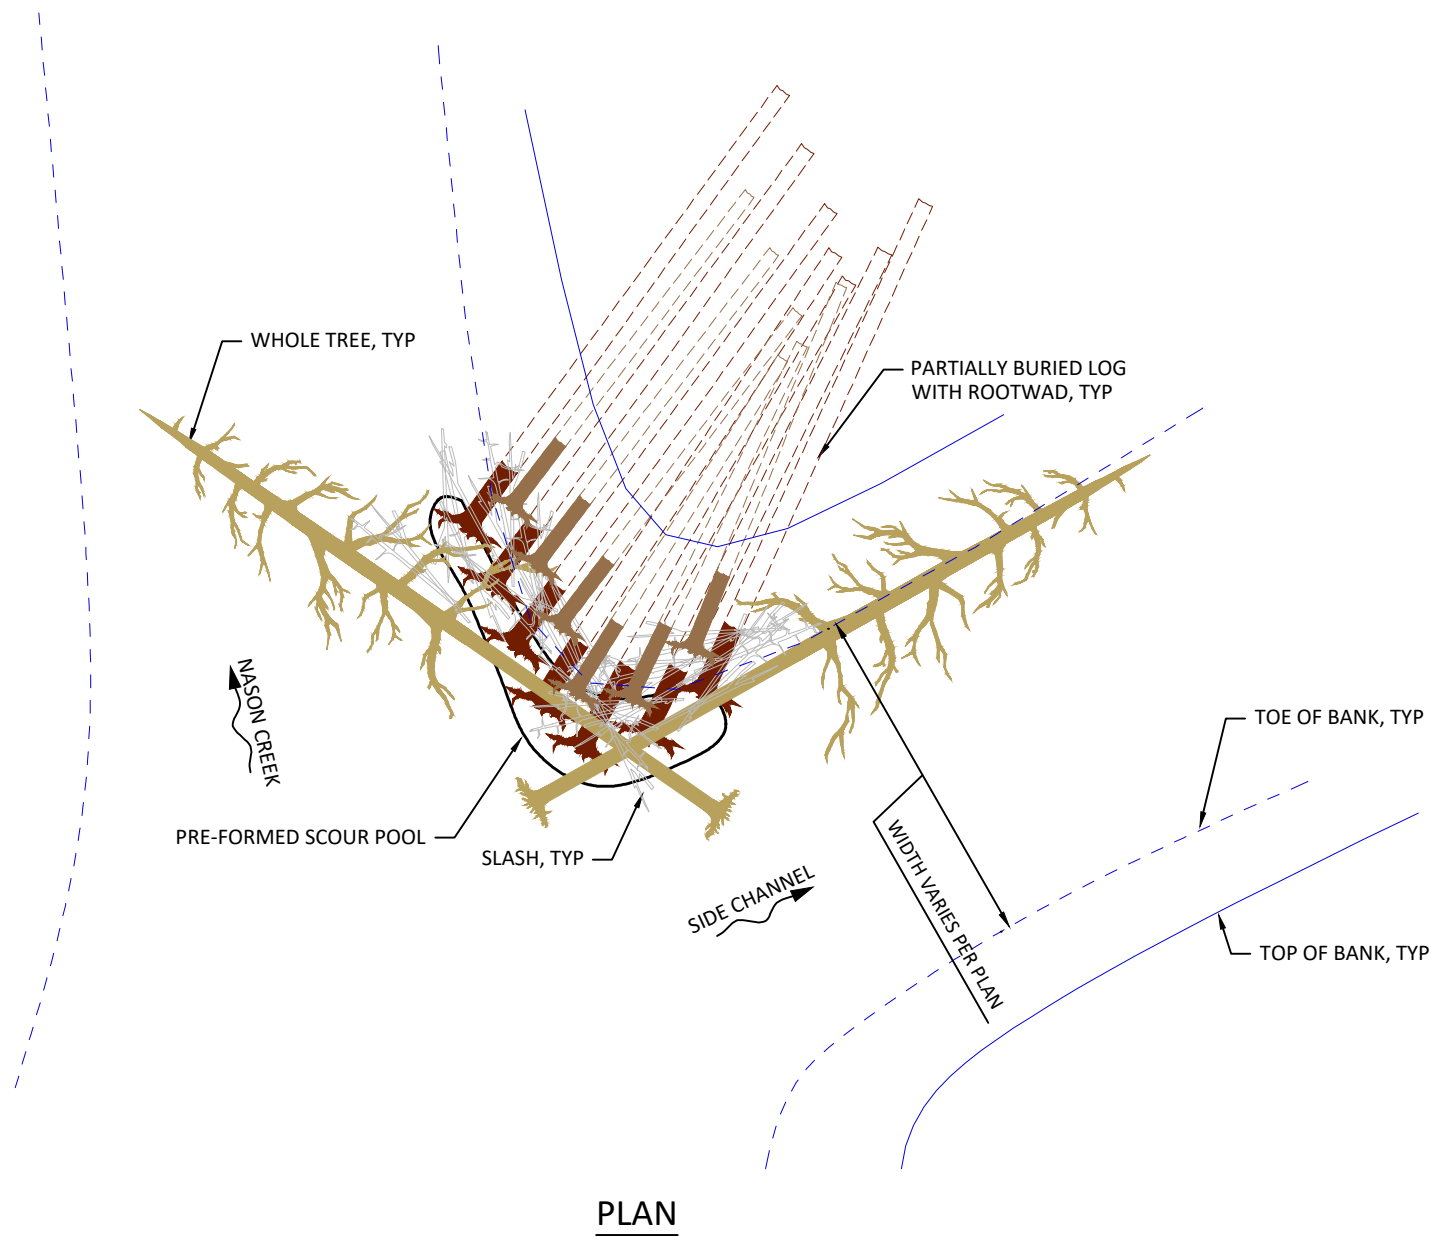 WHOLE TREE, TYP
PARTIALLY BURIED LOG
WITH ROOTWAD, TYP
NASON CREEK
TOE OF BANK, TYP
PRE-FORMED SCOUR POOL
SLASH, TYP
SIDE CHANNEL
WIDTH VARIES PER PLAN
TOP OF BANK, TYP
PLAN